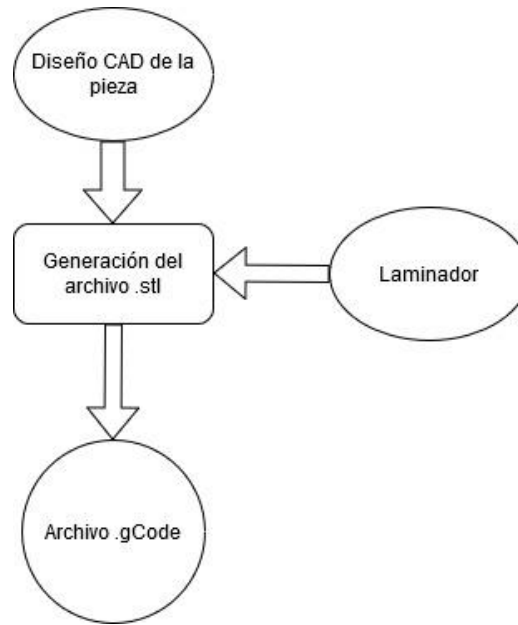 Diseño CAD de la
pieza
Generación del
archivo .stl
Laminador
Archivo .gCode